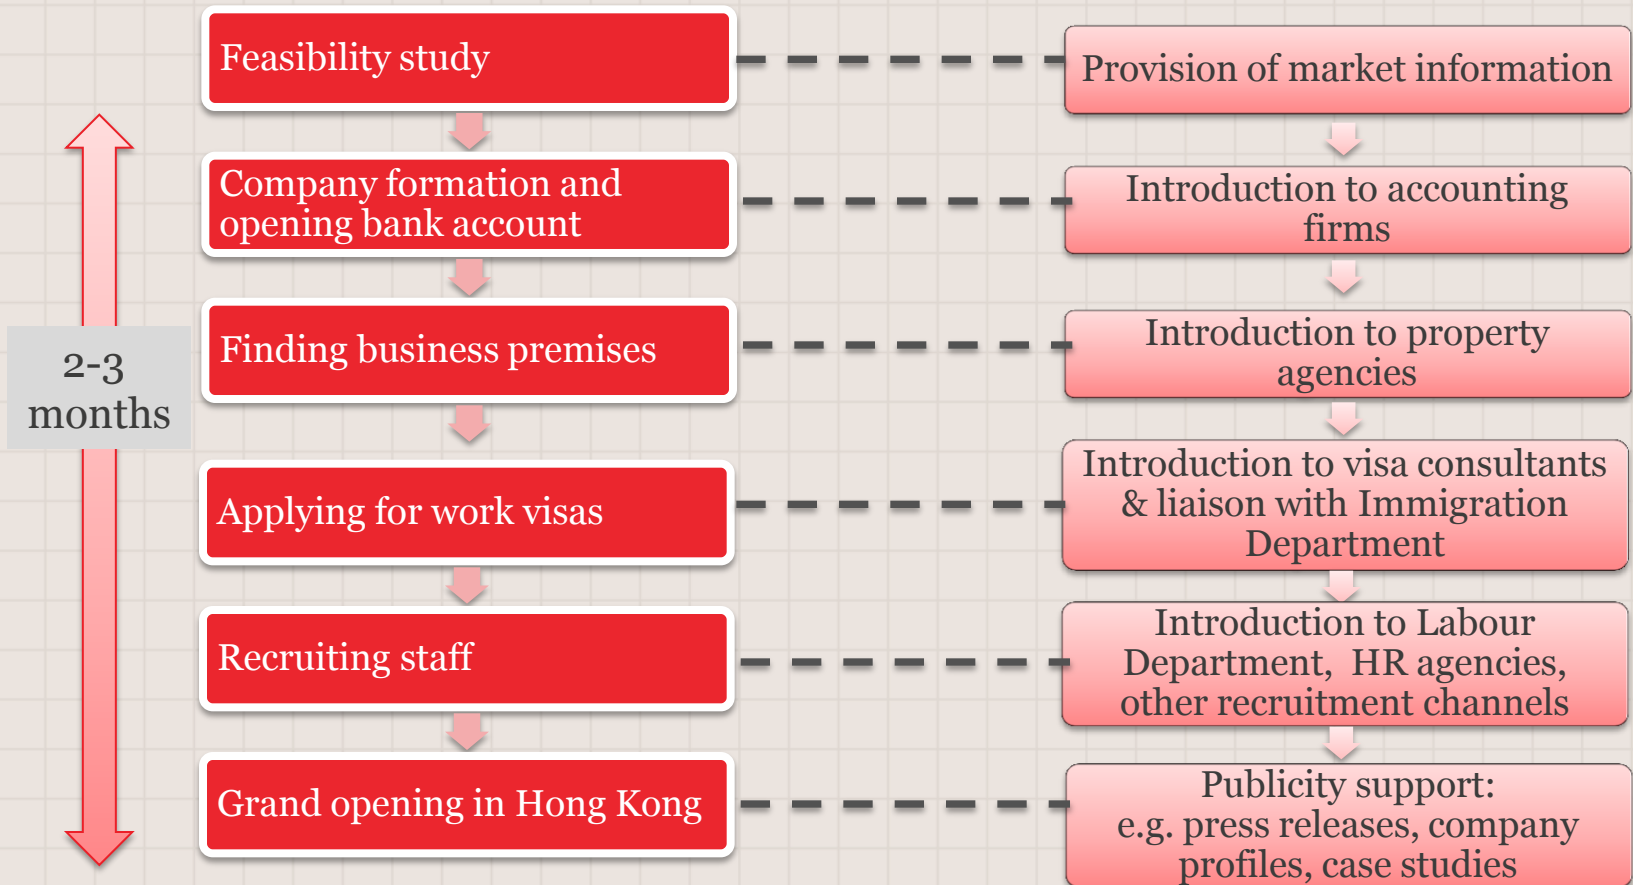 Feasibility study
Provision of market information
Company formation and
opening bank account
Introduction to accounting
firms
2-3
months
Finding business premises
Introduction to property
agencies
Applying for work visas
Introduction to visa consultants
& liaison with Immigration
Department
Recruiting staff
Introduction to Labour
Department, HR agencies,
other recruitment channels
Grand opening in Hong Kong
Publicity support:
e.g. press releases, company
profiles, case studies